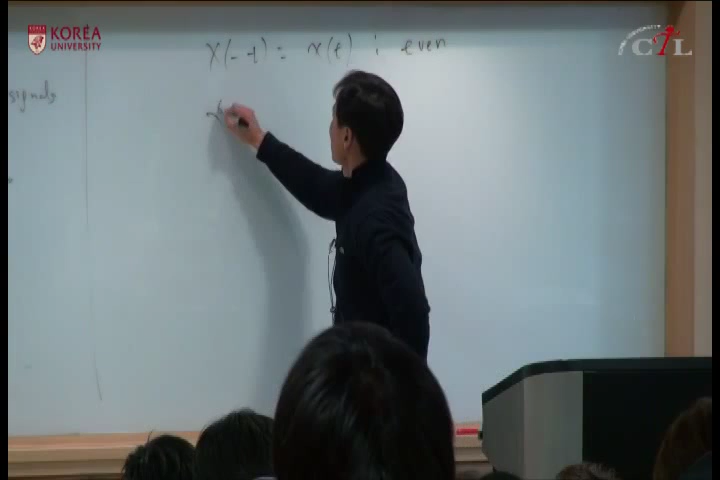 KOREA
UNIVERSITY
CTL
signals
x(-t) = x(t) ; even
x